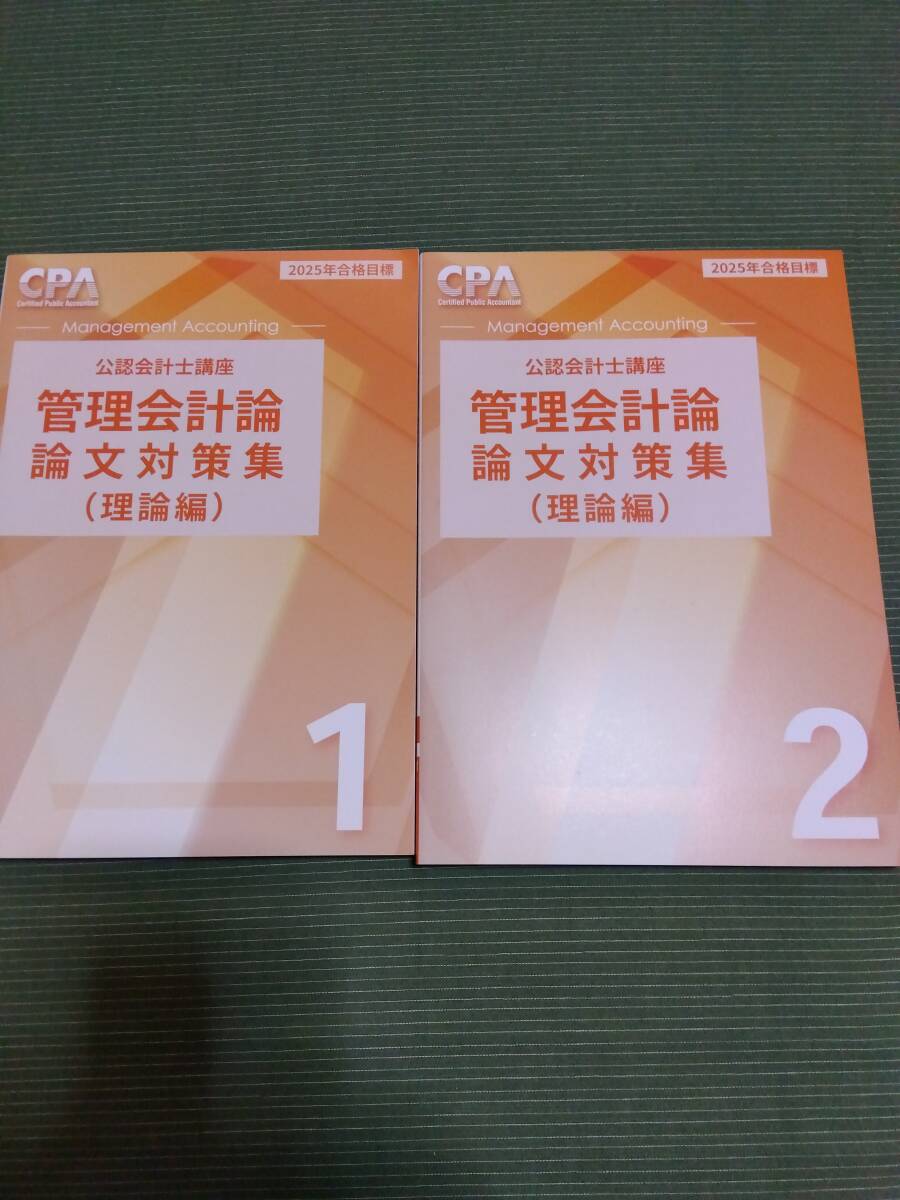 CPA
Certified Public Accountant
2025年合格目標
Management Accounting
公認会計士講座
管理会計論
論文対策集
（理論編）
1
CPA
Certified Public Accountant
2025年合格目標
Management Accounting
公認会計士講座
管理会計論
論文対策集
（理論編）
2